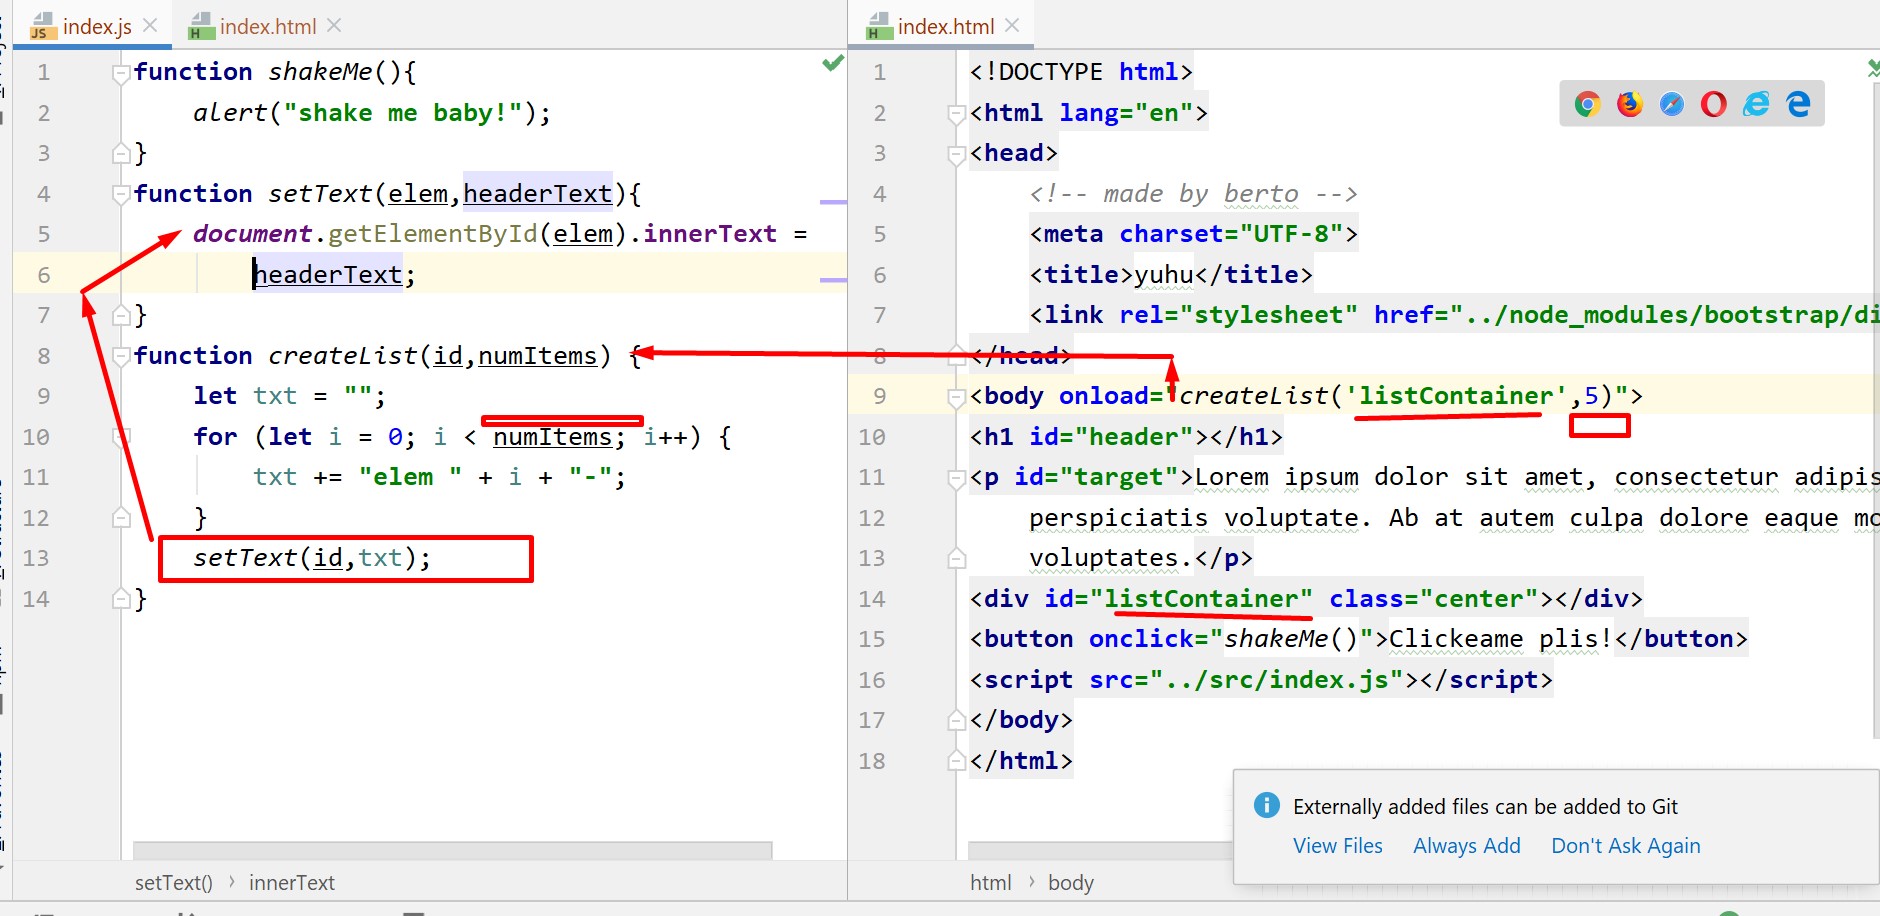 index.js
index.html
1 function shakeMe(){
2 alert("shake me baby!");
3 }
4 function setText(elem,headerText){
5 document.getElementById(elem).innerText =
6 headerText;
7 }
8 function createList(id,numItems) {
9 let txt = "";
10 for (let i = 0; i < numItems; i++) {
11 txt += "elem " + i + "-";
12 }
13 setText(id,txt);
14 }
setText() › innerText
index.html
1 <!DOCTYPE html>
2 <html lang="en">
3 <head>
4 <!-- made by berto -->
5 <meta charset="UTF-8">
6 <title>yuhu</title>
7 <link rel="stylesheet" href="../node_modules/bootstrap/di
8 </head>
9 <body onload="createList('listContainer',5)">
10 <h1 id="header"></h1>
11 <p id="target">Lorem ipsum dolor sit amet, consectetur adipis
12 perspiciatis voluptate. Ab at autem culpa dolore eaque mo
13 voluptates.</p>
14 <div id="listContainer" class="center"></div>
15 <button onclick="shakeMe()">Clickeame plis!</button>
16 <script src="../src/index.js"></script>
17 </body>
18 </html>
Externally added files can be added to Git
View Files Always Add Don't Ask Again
html › body